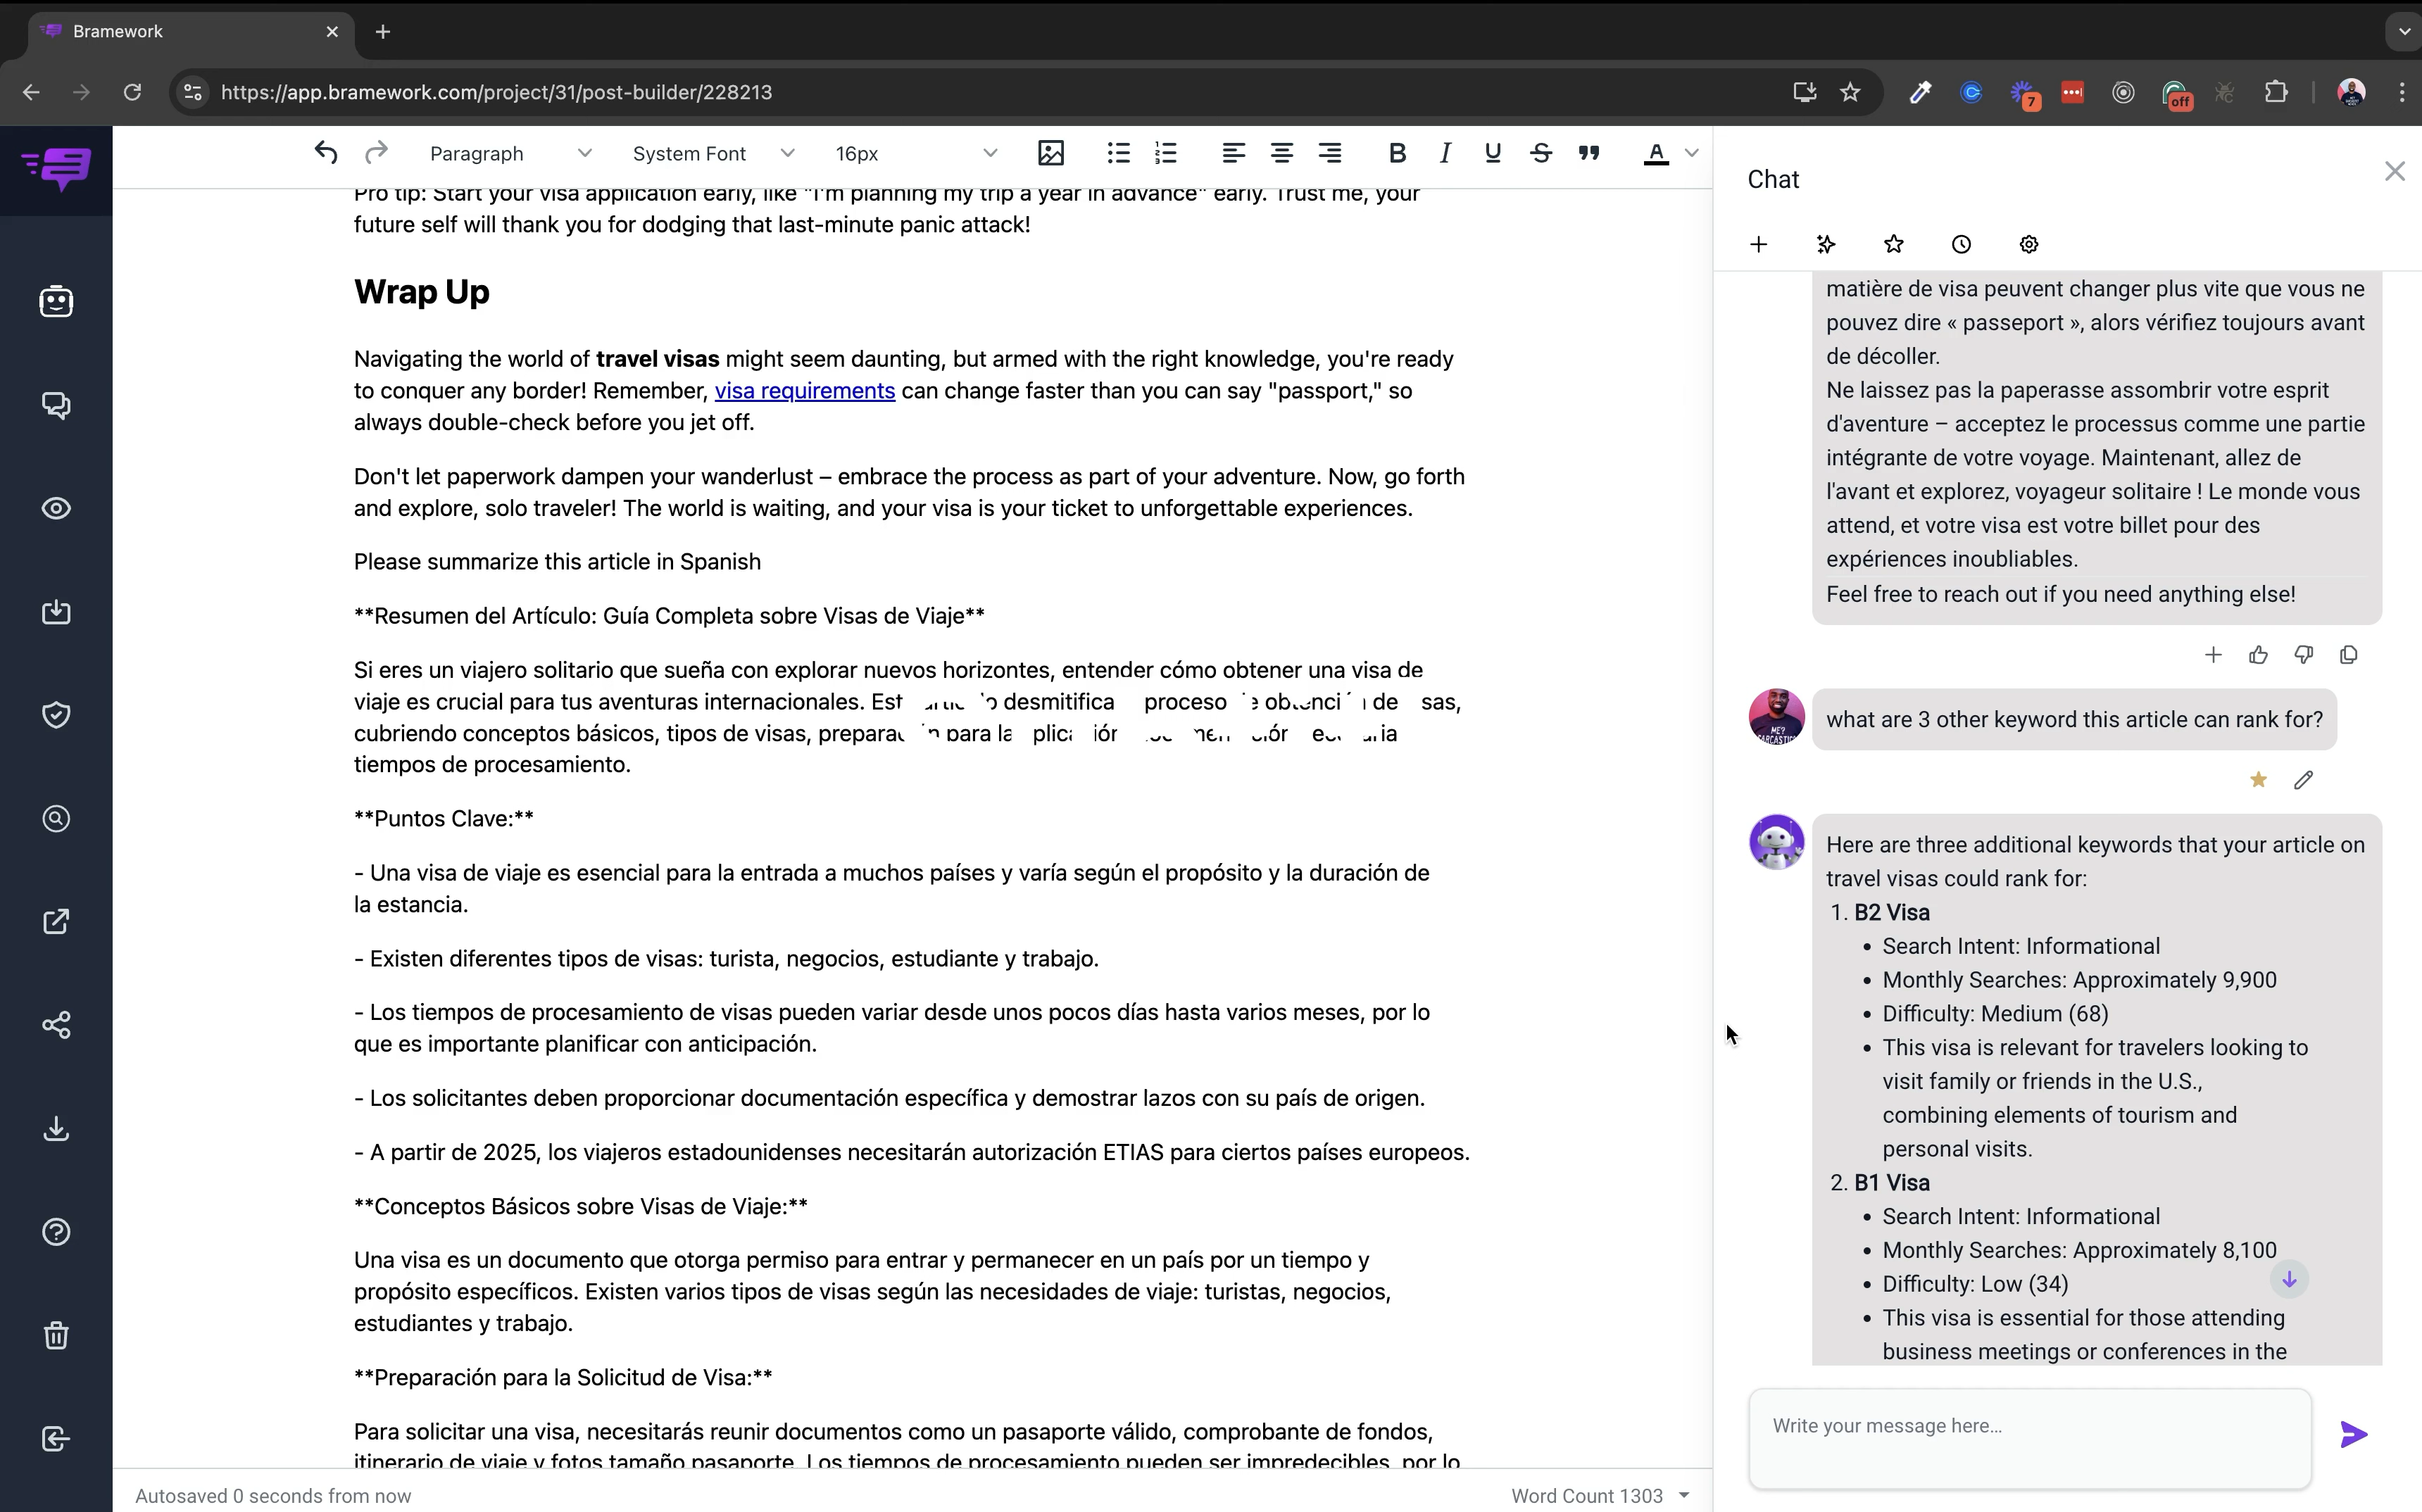 Bramework
https://app.bramework.com/project/31/post-builder/228213
7
off
Paragraph
System Font
16px
B
I
U
S
A
Pro tip: Start your visa application early, like "I'm planning my trip a year in advance" early. Trust me, your
future self will thank you for dodging that last-minute panic attack!
Wrap Up
Navigating the world of travel visas might seem daunting, but armed with the right knowledge, you're ready
to conquer any border! Remember, visa requirements can change faster than you can say "passport," so
always double-check before you jet off.
Don't let paperwork dampen your wanderlust – embrace the process as part of your adventure. Now, go forth
and explore, solo traveler! The world is waiting, and your visa is your ticket to unforgettable experiences.
Please summarize this article in Spanish
**Resumen del Artículo: Guía Completa sobre Visas de Viaje**
Si eres un viajero solitario que sueña con explorar nuevos horizontes, entender cómo obtener una visa de
viaje es crucial para tus aventuras internacionales. desmitifica proceso de
cubriendo conceptos básicos, tipos de visas, para la
tiempos de procesamiento.
**Puntos Clave:**
- Una visa de viaje es esencial para la entrada a muchos países y varía según el propósito y la duración de
la estancia.
- Existen diferentes tipos de visas: turista, negocios, estudiante y trabajo.
- Los tiempos de procesamiento de visas pueden variar desde unos pocos días hasta varios meses, por lo
que es importante planificar con anticipación.
- Los solicitantes deben proporcionar documentación específica y demostrar lazos con su país de origen.
- A partir de 2025, los viajeros estadounidenses necesitarán autorización ETIAS para ciertos países europeos.
**Conceptos Básicos sobre Visas de Viaje:**
Una visa es un documento que otorga permiso para entrar y permanecer en un país por un tiempo y
propósito específicos. Existen varios tipos de visas según las necesidades de viaje: turistas, negocios,
estudiantes y trabajo.
**Preparación para la Solicitud de Visa:**
Para solicitar una visa, necesitarás reunir documentos como un pasaporte válido, comprobante de fondos,
itinerario de viaje y fotos tamaño pasaporte. Los tiempos de procesamiento pueden ser impredecibles, por lo
Autosaved 0 seconds from now
Word Count 1303
Chat
matière de visa peuvent changer plus vite que vous ne
pouvez dire « passeport », alors vérifiez toujours avant
de décoller.
Ne laissez pas la paperasse assombrir votre esprit
d'aventure – acceptez le processus comme une partie
intégrante de votre voyage. Maintenant, allez de
l'avant et explorez, voyageur solitaire ! Le monde vous
attend, et votre visa est votre billet pour des
expériences inoubliables.
Feel free to reach out if you need anything else!
ME?
what are 3 other keyword this article can rank for?
Here are three additional keywords that your article on
travel visas could rank for:
1. B2 Visa
• Search Intent: Informational
• Monthly Searches: Approximately 9,900
• Difficulty: Medium (68)
• This visa is relevant for travelers looking to
visit family or friends in the U.S.,
combining elements of tourism and
personal visits.
2. B1 Visa
• Search Intent: Informational
• Monthly Searches: Approximately 8,100
• Difficulty: Low (34)
• This visa is essential for those attending
business meetings or conferences in the
Write your message here...